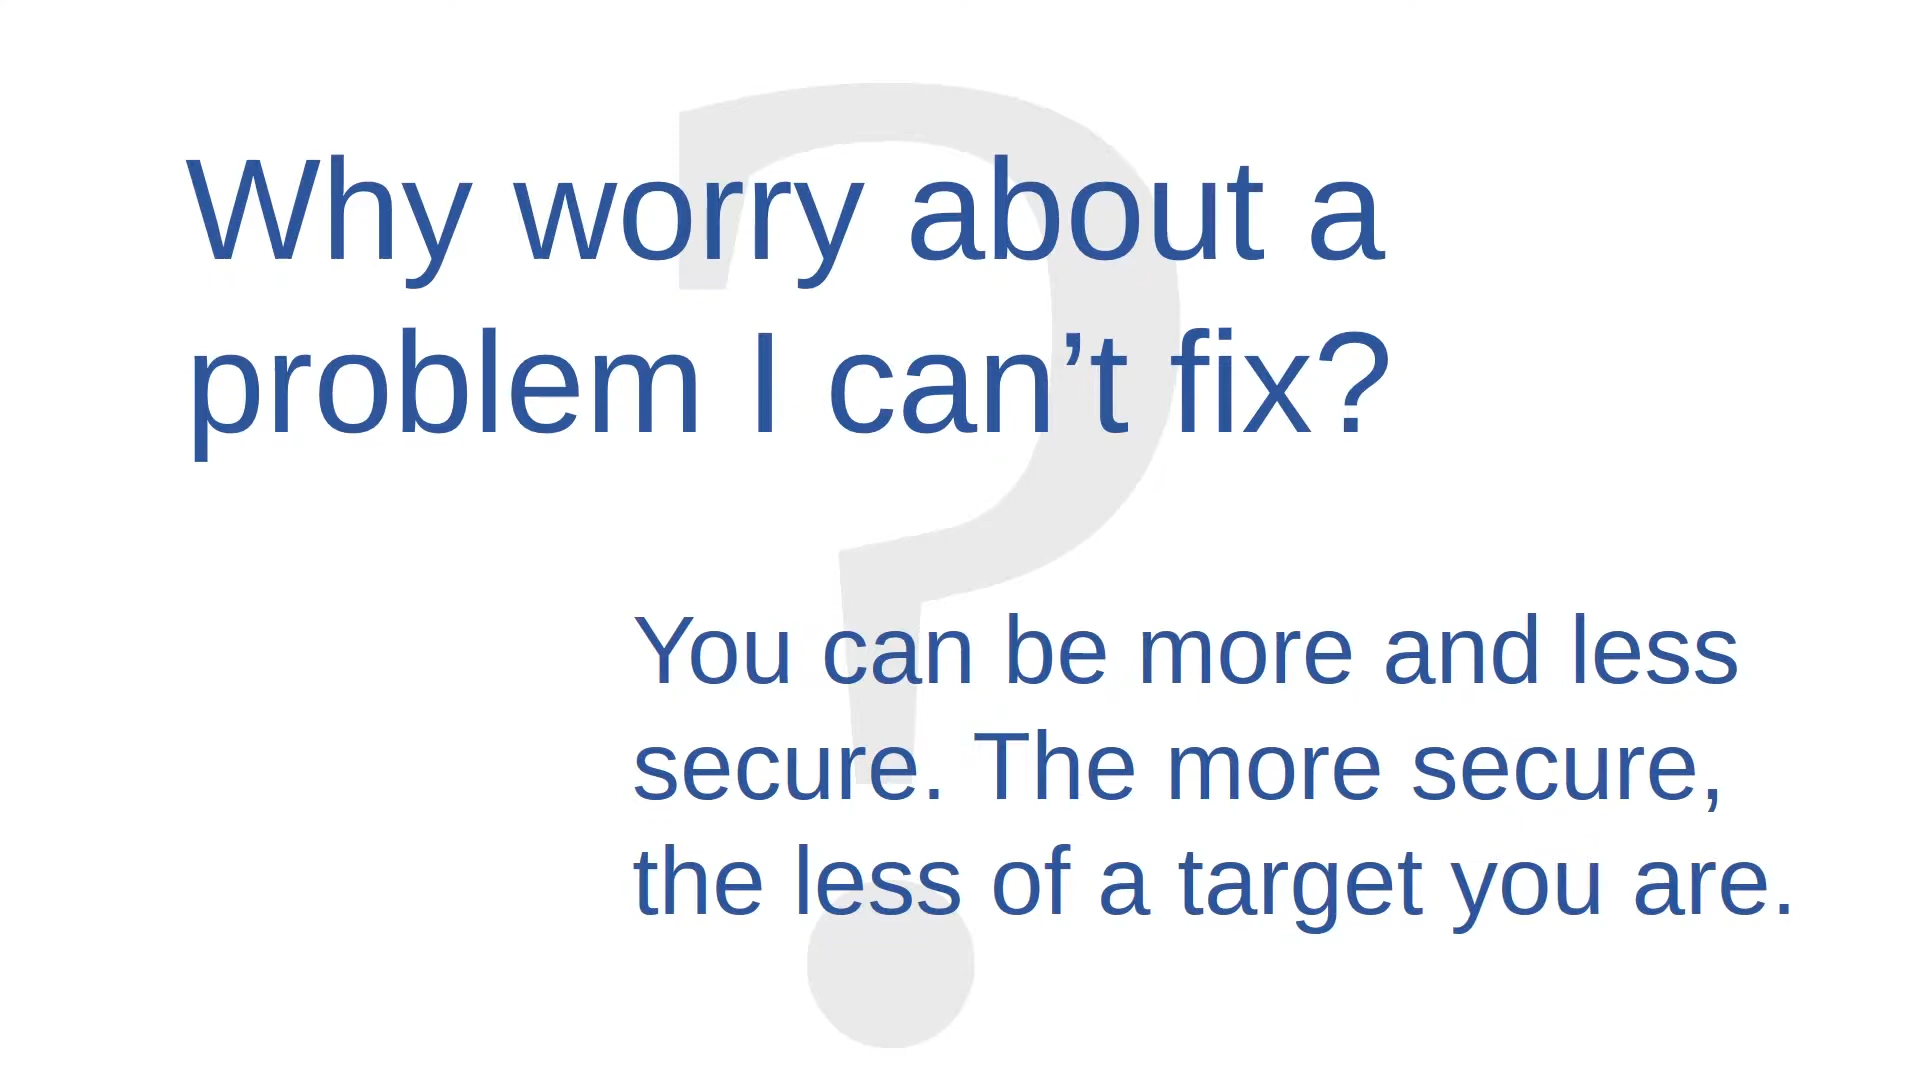 Why worry about a
problem I can’t fix?
You can be more and less
secure. The more secure,
the less of a target you are.